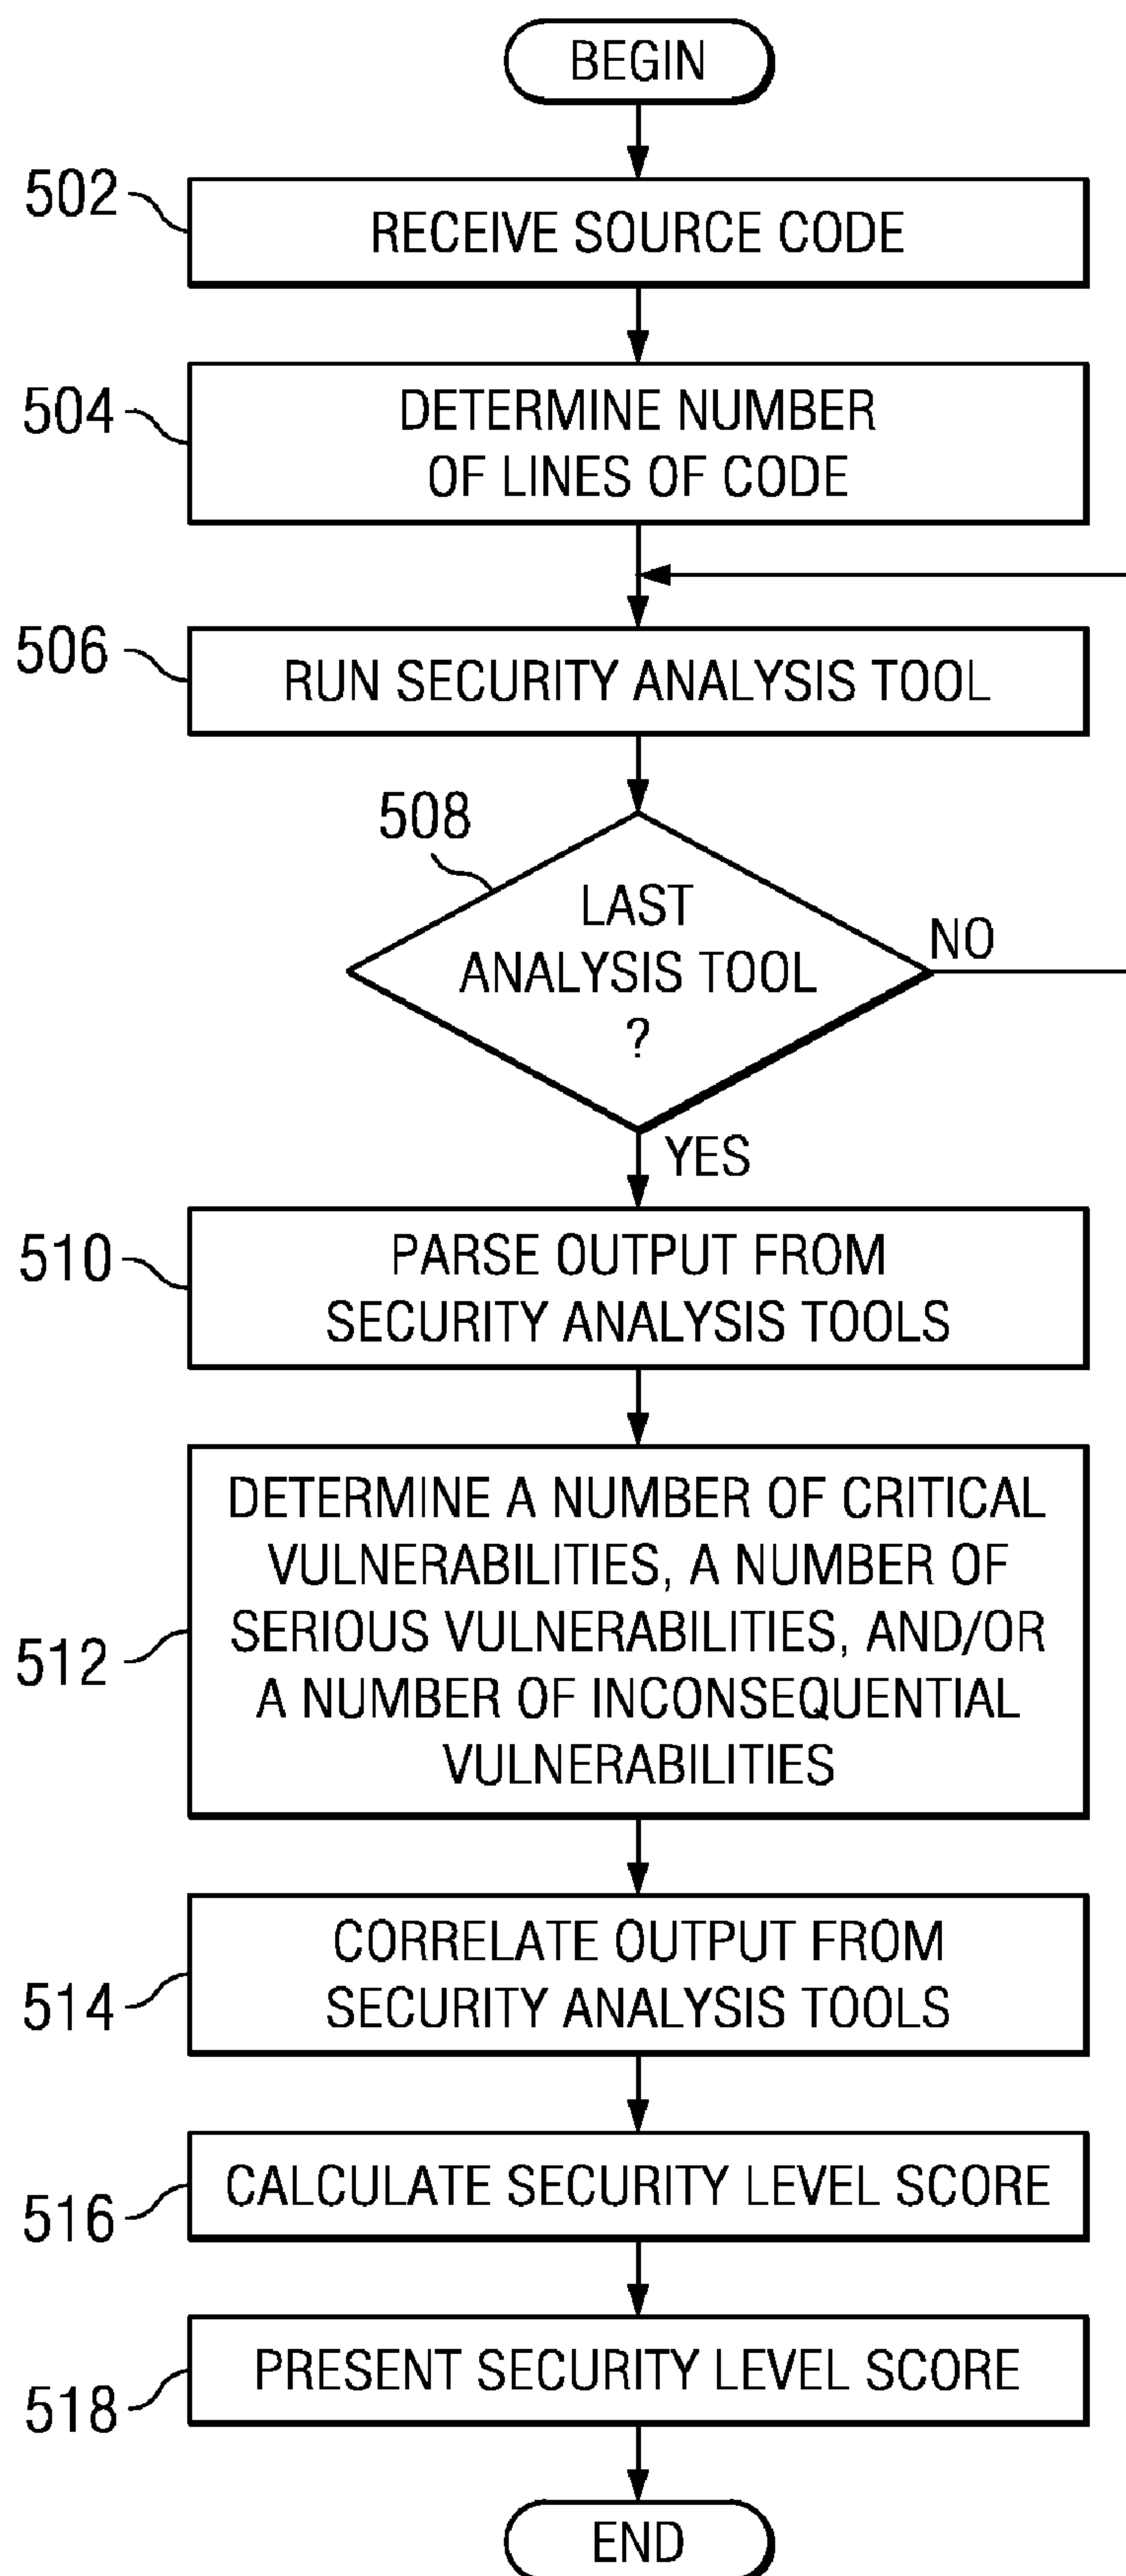 BEGIN
502
RECEIVE SOURCE CODE
504
DETERMINE NUMBER
OF LINES OF CODE
506
RUN SECURITY ANALYSIS TOOL
508
LAST
ANALYSIS TOOL
?
NO
YES
510
PARSE OUTPUT FROM
SECURITY ANALYSIS TOOLS
512
DETERMINE A NUMBER OF CRITICAL
VULNERABILITIES, A NUMBER OF
SERIOUS VULNERABILITIES, AND/OR
A NUMBER OF INCONSEQUENTIAL
VULNERABILITIES
514
CORRELATE OUTPUT FROM
SECURITY ANALYSIS TOOLS
516
CALCULATE SECURITY LEVEL SCORE
518
PRESENT SECURITY LEVEL SCORE
END